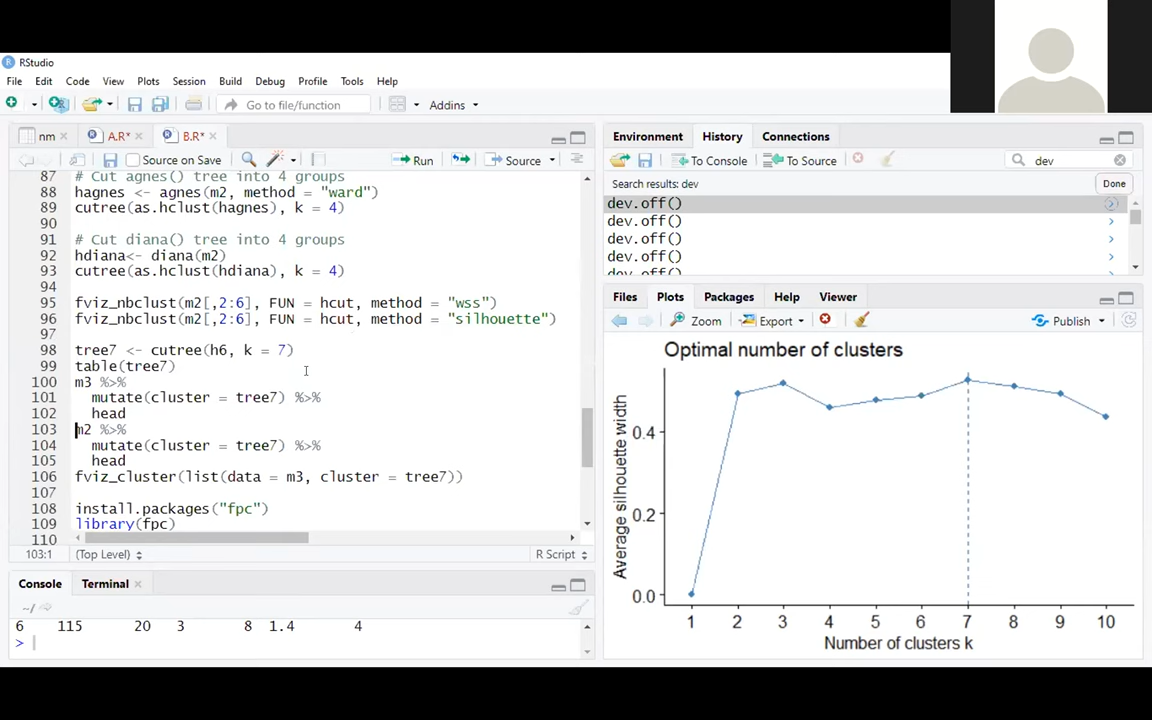 RStudio
File Edit Code View Plots Session Build Debug Profile Tools Help
Go to file/function Addins
nm A.R* B.R*
Source on Save Run Source
87 # Cut agnes() tree into 4 groups
88 hagnes <- agnes(m2, method = "ward")
89 cutree(as.hclust(hagnes), k = 4)
90
91 # Cut diana() tree into 4 groups
92 hdiana<- diana(m2)
93 cutree(as.hclust(hdiana), k = 4)
94
95 fviz_nbclust(m2[,2:6], FUN = hcut, method = "wss")
96 fviz_nbclust(m2[,2:6], FUN = hcut, method = "silhouette")
97
98 tree7 <- cutree(h6, k = 7)
99 table(tree7)
100 m3 %>%
101 mutate(cluster = tree7) %>%
102 head
103 m2 %>%
104 mutate(cluster = tree7) %>%
105 head
106 fviz_cluster(list(data = m3, cluster = tree7))
107
108 install.packages("fpc")
109 library(fpc)
110
103:1 (Top Level) R Script
Console Terminal
~/
6 115 20 3 8 1.4 4
>
Environment History Connections
To Console To Source dev
Search results: dev Done
dev.off()
dev.off()
dev.off()
dev.off()
dev.off()
Files Plots Packages Help Viewer
Zoom Export Publish
Optimal number of clusters
Average silhouette width
0.4
0.2
0.0
1 2 3 4 5 6 7 8 9 10
Number of clusters k